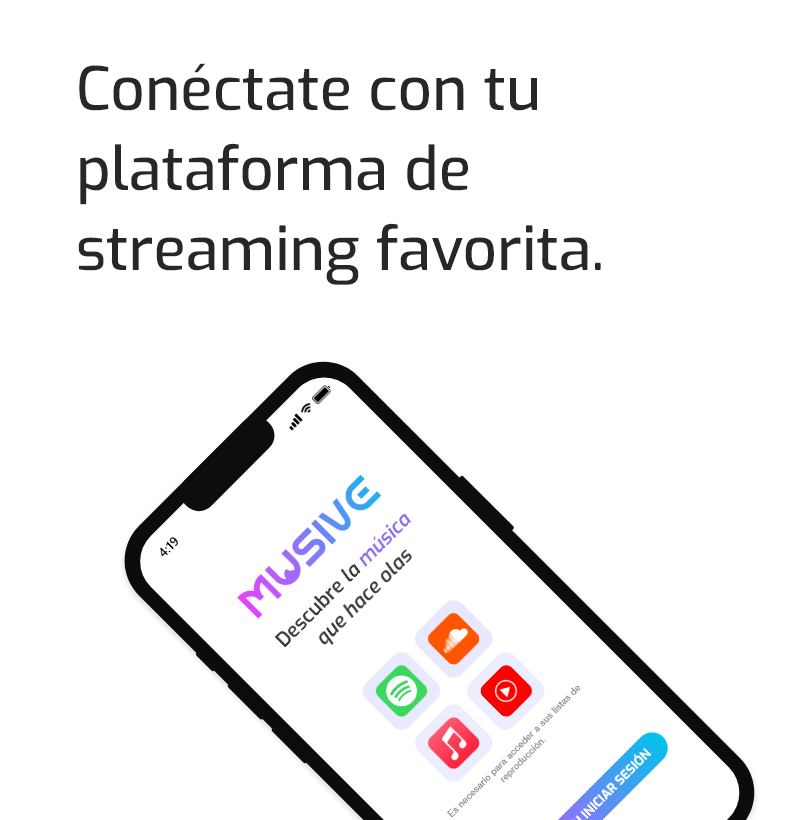 Conéctate con tu
plataforma de
streaming favorita.
4:19
MUSIVE
Descubre la música
que hace olas
Es necesario para acceder a sus listas de
reproducción.
INICIAR SESIÓN